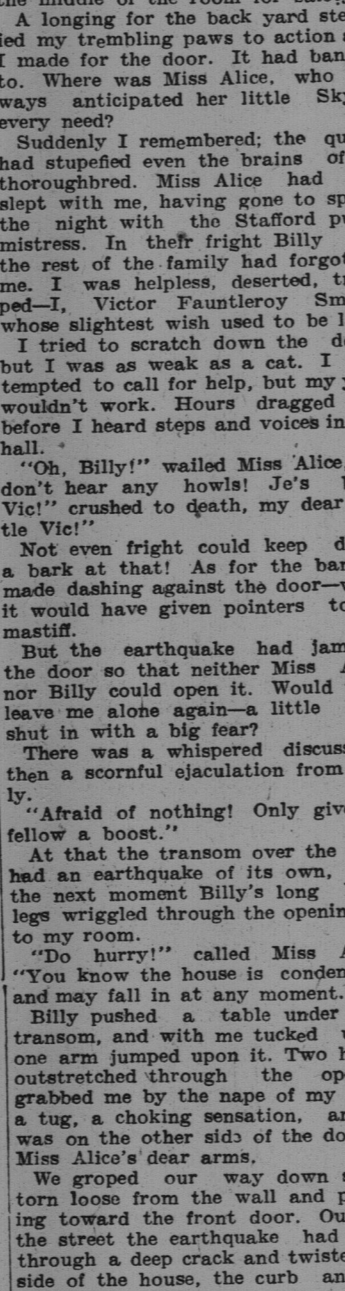 the middle of the room for
A longing for the back yard ste
ied my trembling paws to action a
I made for the door. It had ban
to. Where was Miss Alice, who
ways anticipated her little Sky
every need?
Suddenly I remembered; the qu
had stupefied even the brains of
thoroughbred. Miss Alice had
slept with me, having gone to sp
the night with the Stafford pu
mistress. In their fright Billy
the rest of the family had forgot
me. I was helpless, deserted, tr
ped—I, Victor Fauntleroy Sm
whose slightest wish used to be l
I tried to scratch down the do
but I was as weak as a cat. I
tempted to call for help, but my
wouldn't work. Hours dragged
before I heard steps and voices in
hall.
"Oh, Billy!" wailed Miss Alice,
don't hear any howls! Je's
Vic!" crushed to death, my dear
tle Vic!"
Not even fright could keep d
a bark at that! As for the bar
made dashing against the door—
it would have given pointers to
mastiff.
But the earthquake had jam
the door so that neither Miss A
nor Billy could open it. Would
leave me alone again—a little
shut in with a big fear?
There was a whispered discuss
then a scornful ejaculation from
ly.
"Afraid of nothing! Only giv
fellow a boost."
At that the transom over the
had an earthquake of its own,
the next moment Billy's long
legs wriggled through the openin
to my room.
"Do hurry!" called Miss A
"You know the house is conden
and may fall in at any moment."
Billy pushed a table under
transom, and with me tucked u
one arm jumped upon it. Two h
outstretched through the op
grabbed me by the nape of my
a tug, a choking sensation, an
was on the other side of the do
Miss Alice's dear arms.
We groped our way down s
torn loose from the wall and p
ing toward the front door. Ou
the street the earthquake had
through a deep crack and twiste
side of the house, the curb an